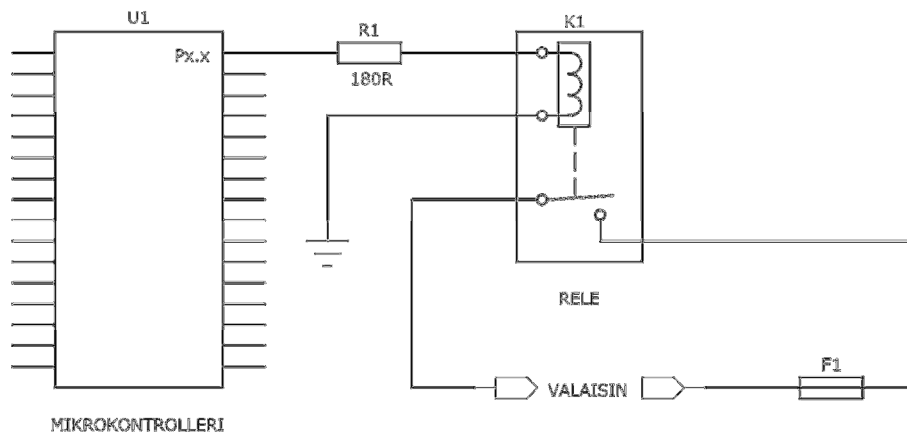 U1
Px.x
R1
180R
K1
RELE
VALAISIN
F1
MIKROKONTROLLERI